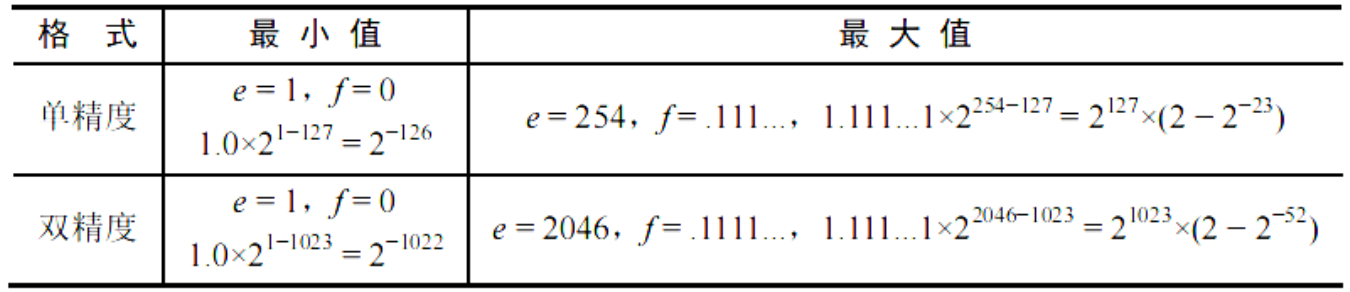 格 式 最 小 值 最 大 值
单精度 e = 1, f = 0 e = 254, f = .111..., 1.111...1×2^{254−127} = 2^{127}×(2 − 2^{−23})
1.0×2^{1−127} = 2^{−126}
双精度 e = 1, f = 0 e = 2046, f = .1111..., 1.111...1×2^{2046−1023} = 2^{1023}×(2 − 2^{−52})
1.0×2^{1−1023} = 2^{−1022}